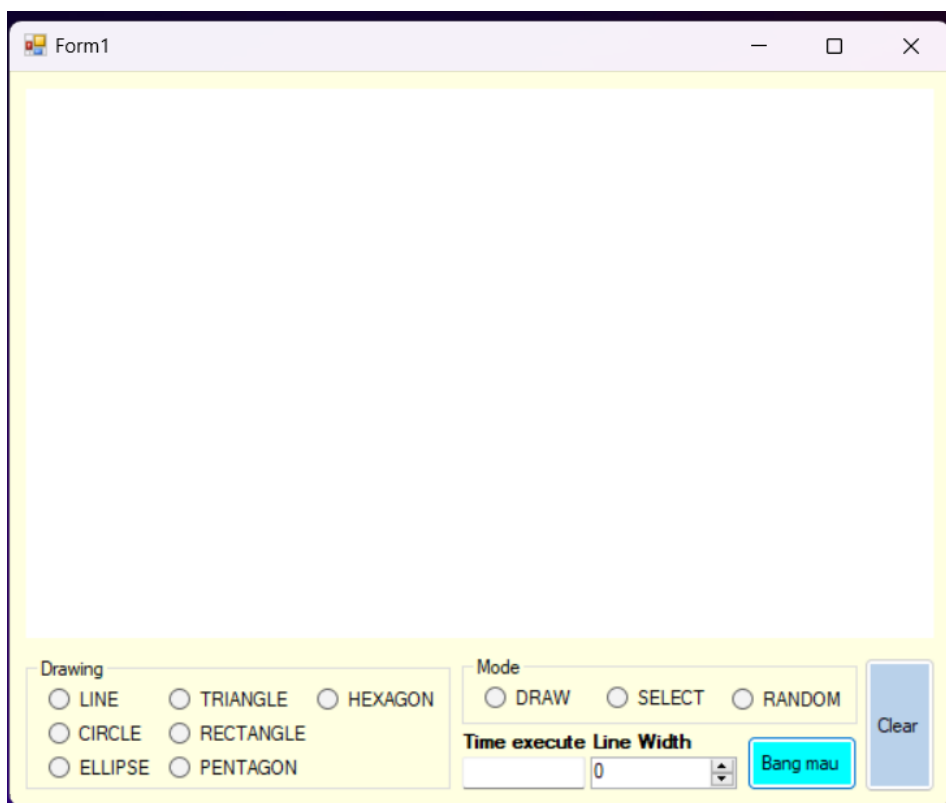 Form1
Drawing
LINE TRIANGLE HEXAGON
CIRCLE RECTANGLE
ELLIPSE PENTAGON
Mode
DRAW SELECT RANDOM
Time execute Line Width
0
Bang mau
Clear